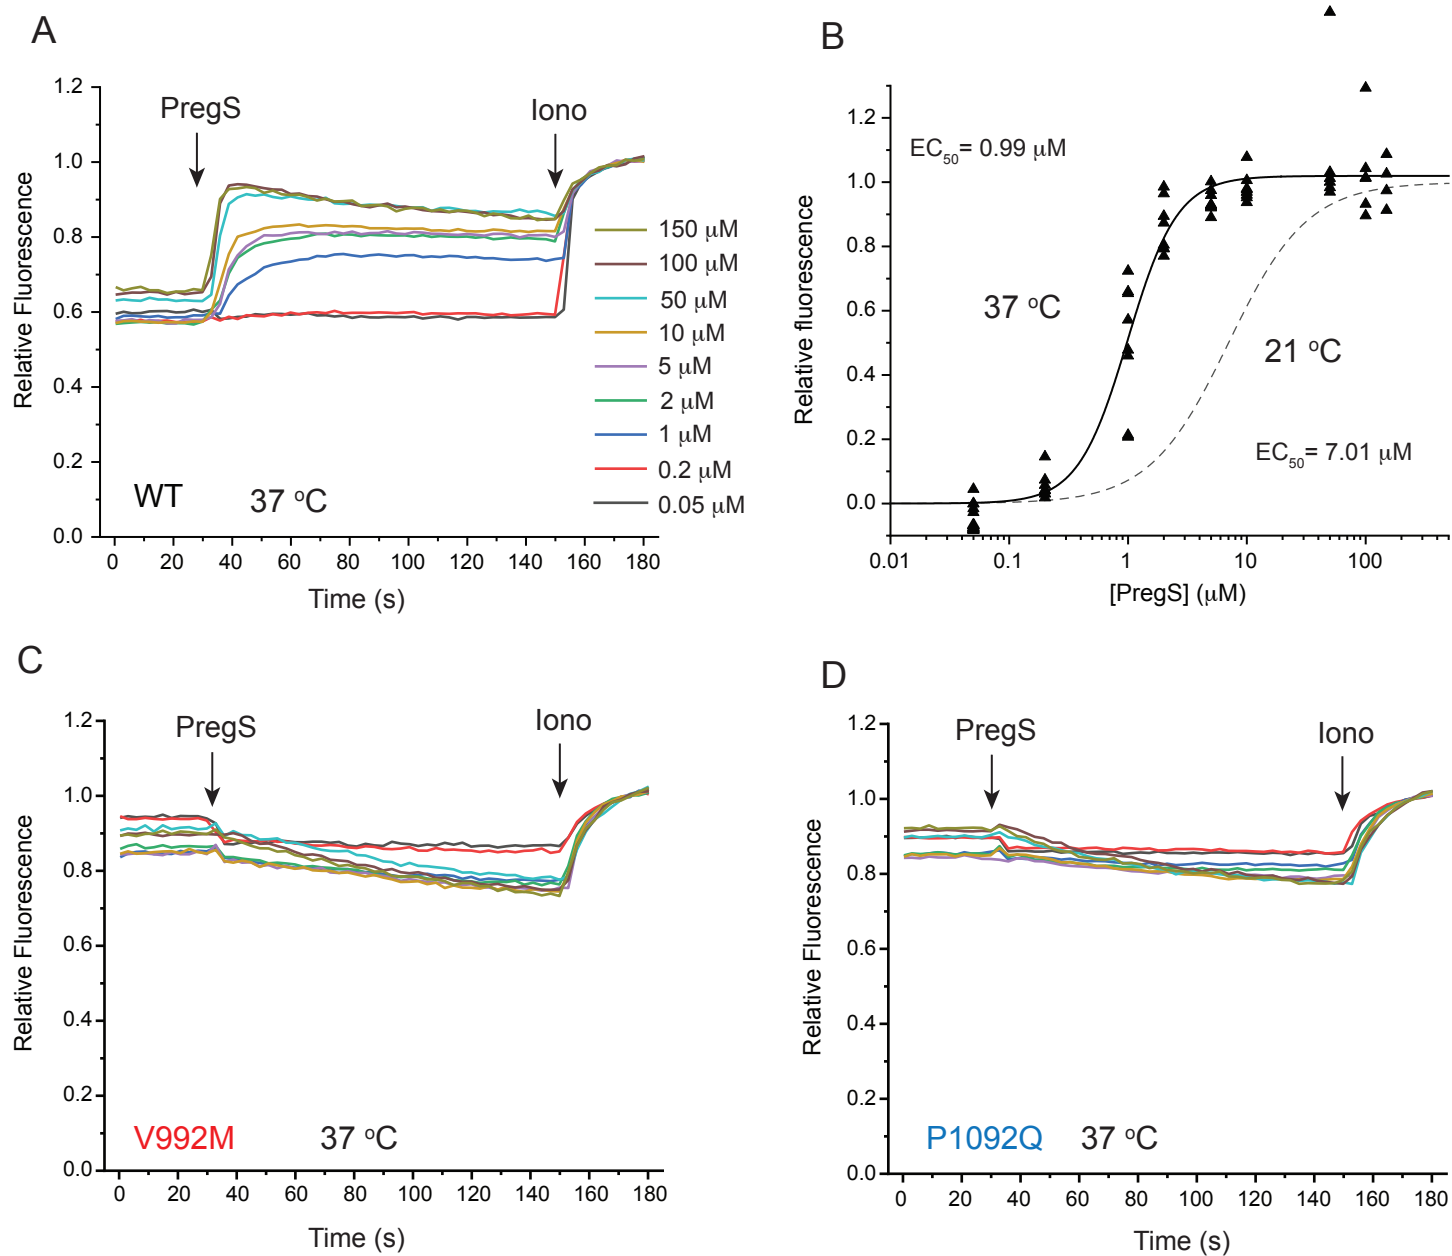 A
PregS
Iono
1.2
1.0
0.8
0.6
0.4
0.2
0.0
Relative Fluorescence
150 μM
100 μM
50 μM
10 μM
5 μM
2 μM
1 μM
0.2 μM
0.05 μM
WT 37 °C
0 20 40 60 80 100 120 140 160 180
Time (s)
B
EC50= 0.99 μM
1.2
1.0
0.8
0.6
0.4
0.2
0.0
Relative fluorescence
37 °C
21 °C
EC50= 7.01 μM
0.01 0.1 1 10 100
[PregS] (μM)
C
PregS
Iono
1.2
1.0
0.8
0.6
0.4
0.2
0.0
Relative Fluorescence
V992M 37 °C
0 20 40 60 80 100 120 140 160 180
Time (s)
D
PregS
Iono
1.2
1.0
0.8
0.6
0.4
0.2
0.0
Relative Fluorescence
P1092Q 37 °C
0 20 40 60 80 100 120 140 160 180
Time (s)